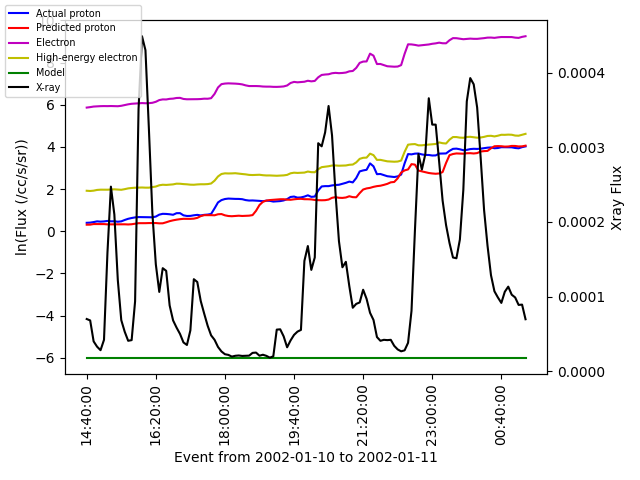 Actual proton
Predicted proton
Electron
High-energy electron
Model
X-ray
6
4
2
0
−2
−4
−6
ln(Flux (/cc/s/sr))
0.0004
0.0003
0.0002
0.0001
0.0000
Xray Flux
14:40:00
16:20:00
18:00:00
19:40:00
21:20:00
23:00:00
00:40:00
Event from 2002-01-10 to 2002-01-11